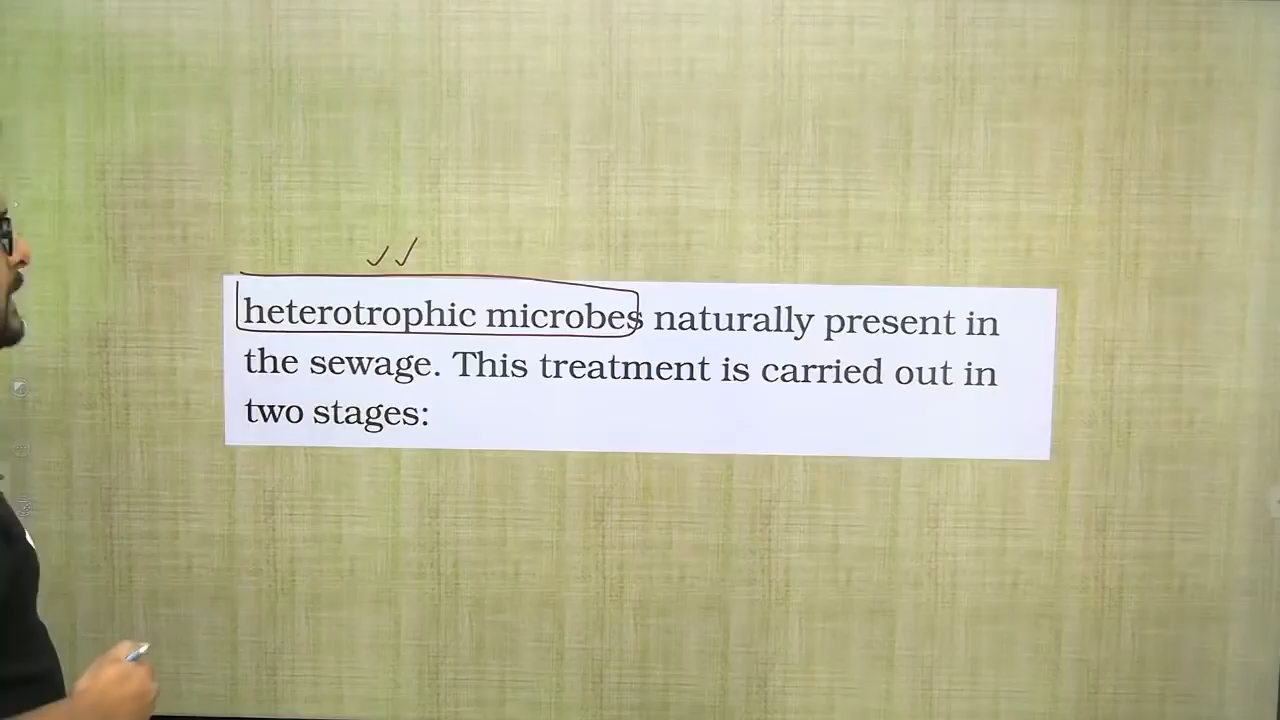 heterotrophic microbes naturally present in
the sewage. This treatment is carried out in
two stages: